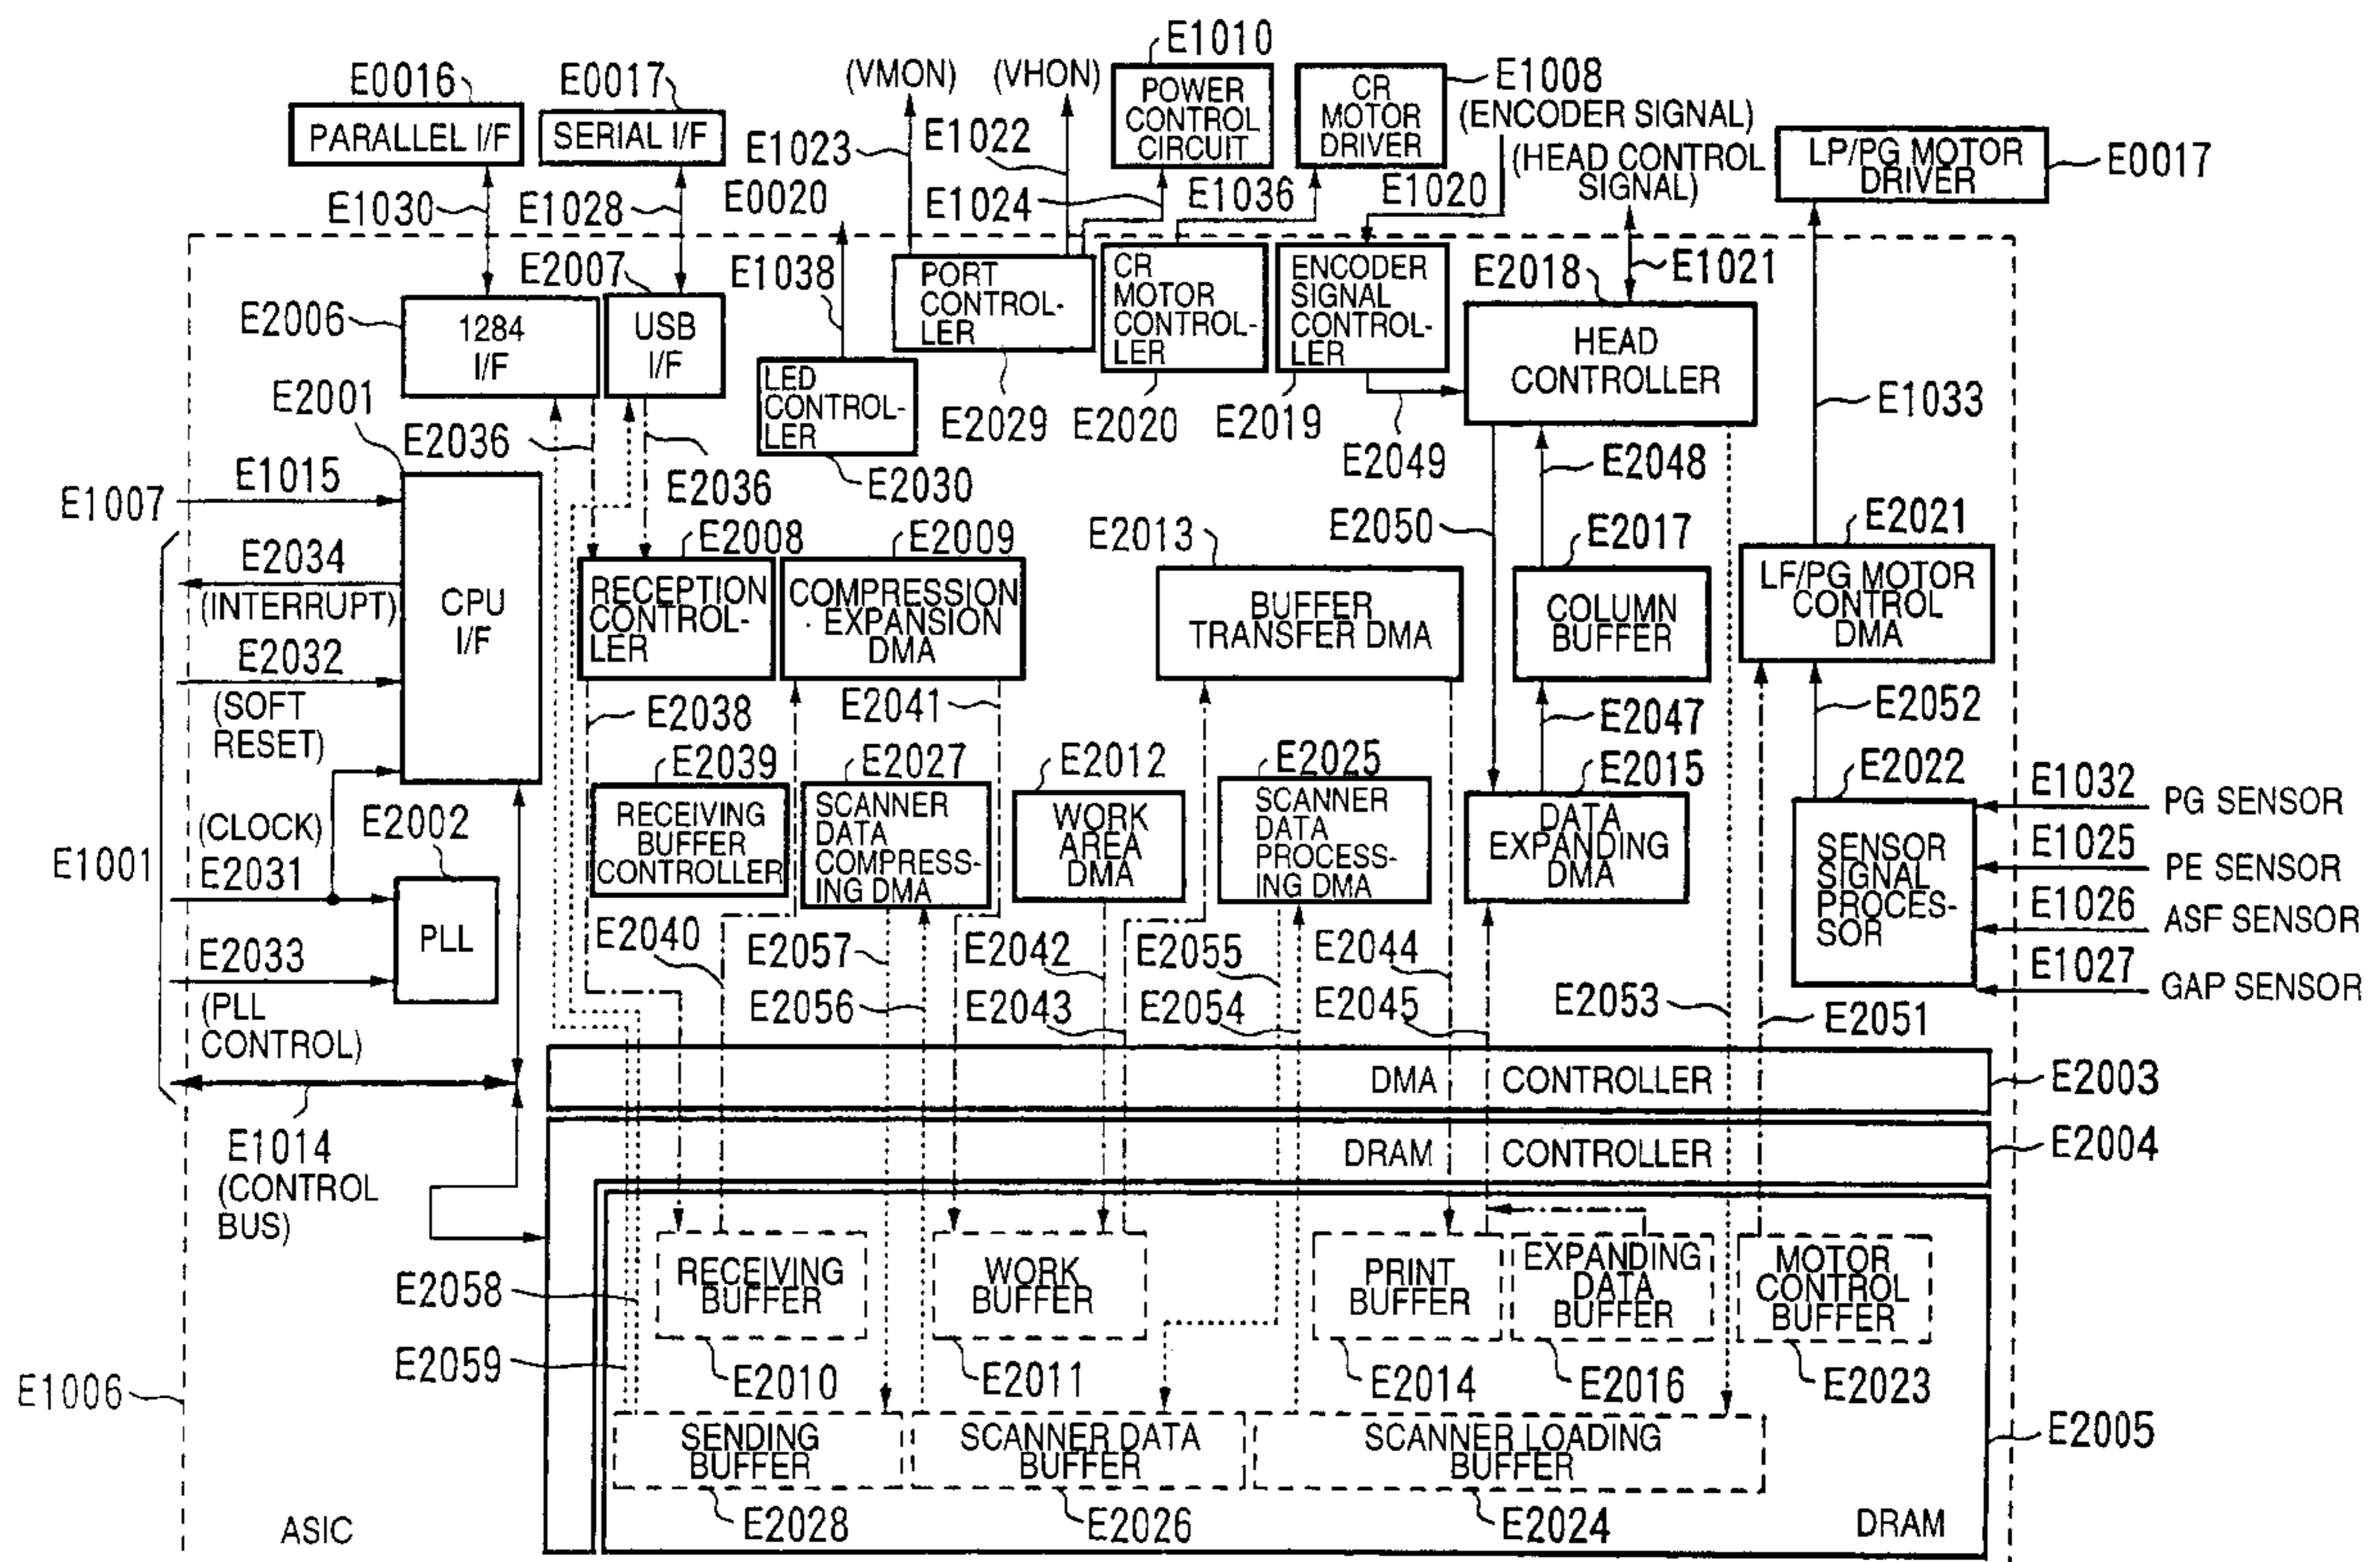 E1010
(VMON)
(VHON)
POWER
CONTROL
CIRCUIT
CR
MOTOR
DRIVER
E1008
(ENCODER SIGNAL)
(HEAD CONTROL
SIGNAL)
LP/PG MOTOR
DRIVER
E0017
E0016
PARALLEL I/F
E0017
SERIAL I/F
E1023
E1022
E1030
E1028
E0020
E1024
E1036
E1020
E1021
E2007
E2006
1284
I/F
USB
I/F
E1038
PORT
CONTROL-
LER
CR
MOTOR
CONTROL-
LER
ENCODER
SIGNAL
CONTROL-
LER
E2018
HEAD
CONTROLLER
E1033
LED
CONTROL-
LER
E2029
E2020
E2019
E2049
E2001
E2036
E2036
E2030
E2048
E1007
E1015
E2034
(INTERRUPT)
E2032
(SOFT
RESET)
CPU
I/F
E2008
E2009
E2013
E2050
E2017
E2021
RECEPTION
CONTROL-
LER
COMPRESSION
EXPANSION
DMA
BUFFER
TRANSFER DMA
COLUMN
BUFFER
LF/PG MOTOR
CONTROL
DMA
E2038
E2041
E2047
E2052
E2039
E2027
E2012
E2025
E2015
E2022
RECEIVING
BUFFER
CONTROLLER
SCANNER
DATA
COMPRESS-
ING DMA
WORK
AREA
DMA
SCANNER
DATA
PROCESS-
ING DMA
DATA
EXPANDING
DMA
SENSOR
SIGNAL
PROCES-
SOR
E1032
PG SENSOR
E1025
PE SENSOR
E1026
ASF SENSOR
E1027
GAP SENSOR
E1001
(CLOCK)
E2031
E2002
PLL
E2033
(PLL
CONTROL)
E2040
E2057
E2056
E2042
E2043
E2055
E2054
E2044
E2045
E2053
E2051
DMA CONTROLLER
E2003
DRAM CONTROLLER
E2004
E1014
(CONTROL
BUS)
E2058
E2059
RECEIVING
BUFFER
WORK
BUFFER
PRINT
BUFFER
EXPANDING
DATA
BUFFER
MOTOR
CONTROL
BUFFER
E2010
E2011
E2014
E2016
E2023
E1006
SENDING
BUFFER
SCANNER DATA
BUFFER
SCANNER LOADING
BUFFER
E2005
E2028
E2026
E2024
ASIC
DRAM